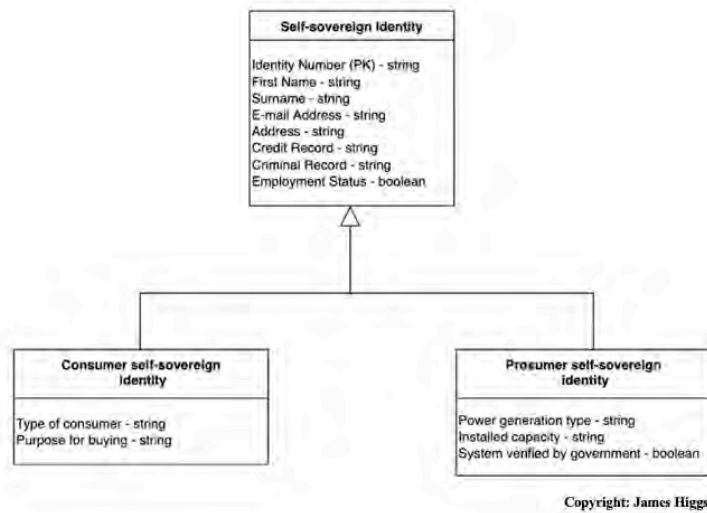 Self-sovereign Identity
Identity Number (PK) - string
First Name - string
Surname - string
E-mail Address - string
Address - string
Credit Record - string
Criminal Record - string
Employment Status - boolean
Consumer self-sovereign
identity
Type of consumer - string
Purpose for buying - string
Prosumer self-sovereign
identity
Power generation type - string
Installed capacity - string
System verified by government - boolean
Copyright: James Higgs